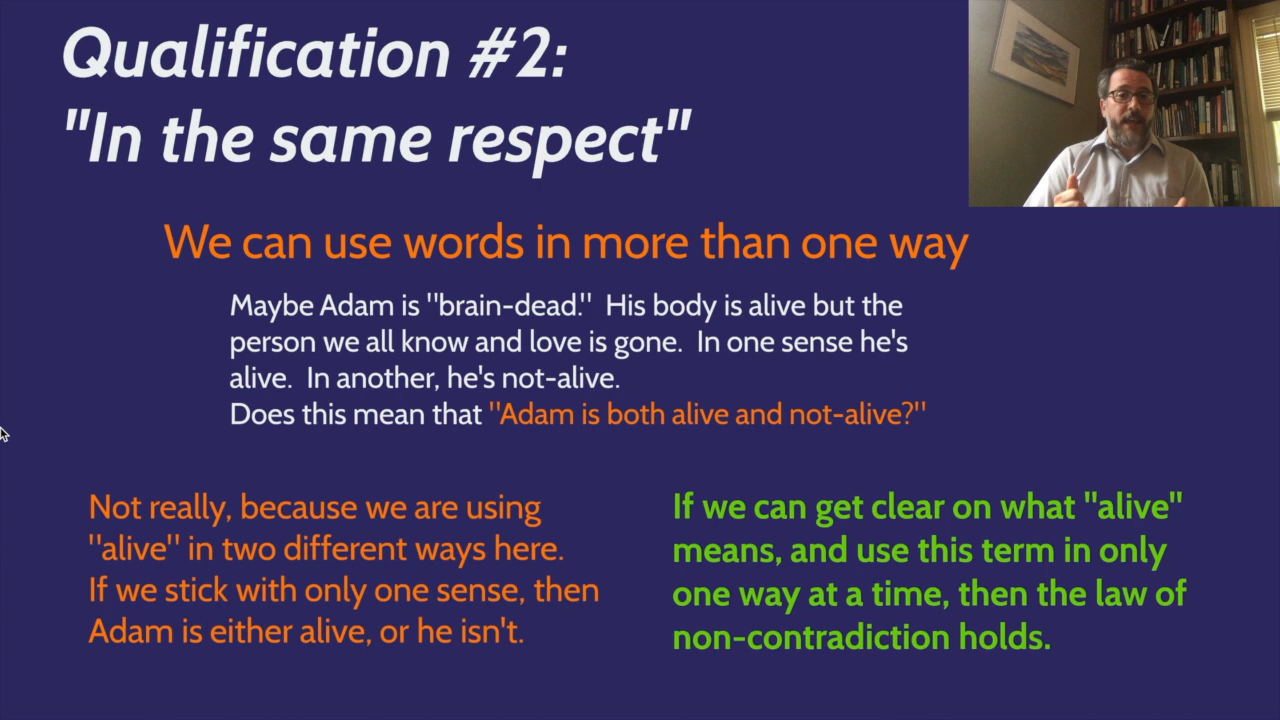 Qualification #2:
"In the same respect"
We can use words in more than one way
Maybe Adam is "brain-dead." His body is alive but the
person we all know and love is gone. In one sense he's
alive. In another, he's not-alive.
Does this mean that "Adam is both alive and not-alive?"
Not really, because we are using
"alive" in two different ways here.
If we stick with only one sense, then
Adam is either alive, or he isn't.
If we can get clear on what "alive"
means, and use this term in only
one way at a time, then the law of
non-contradiction holds.